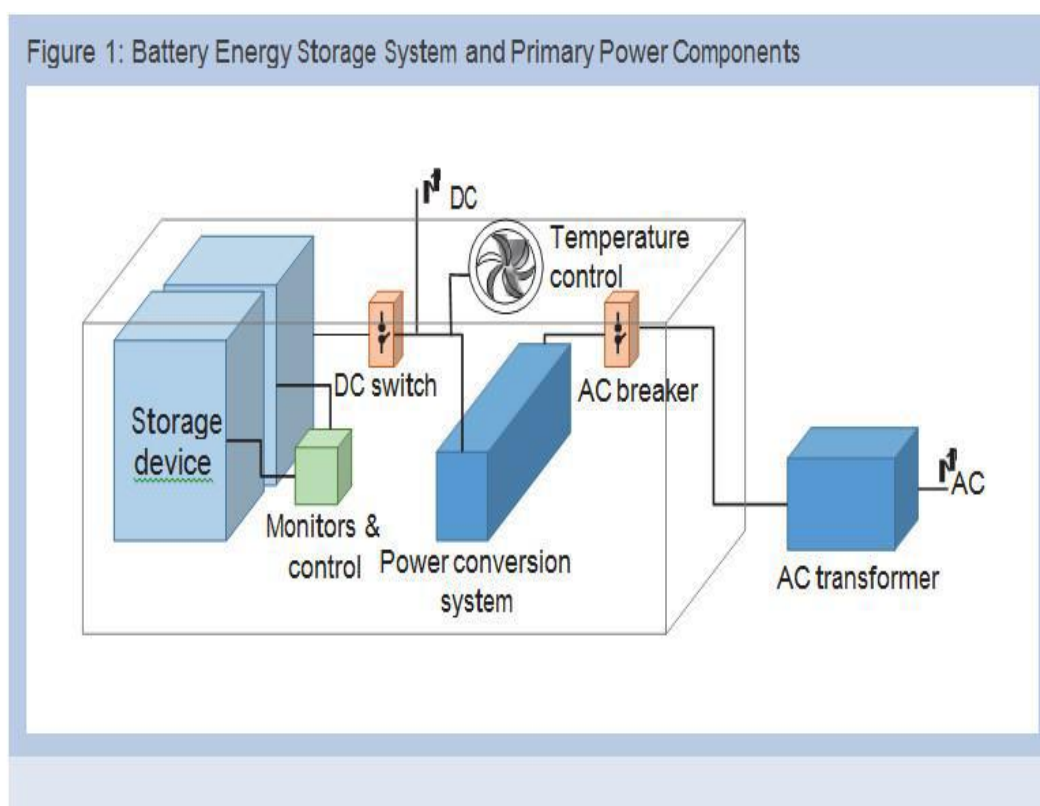 Figure 1: Battery Energy Storage System and Primary Power Components
DC
Temperature
control
DC switch
AC breaker
Storage
device
Monitors &
control
Power conversion
system
AC
AC transformer